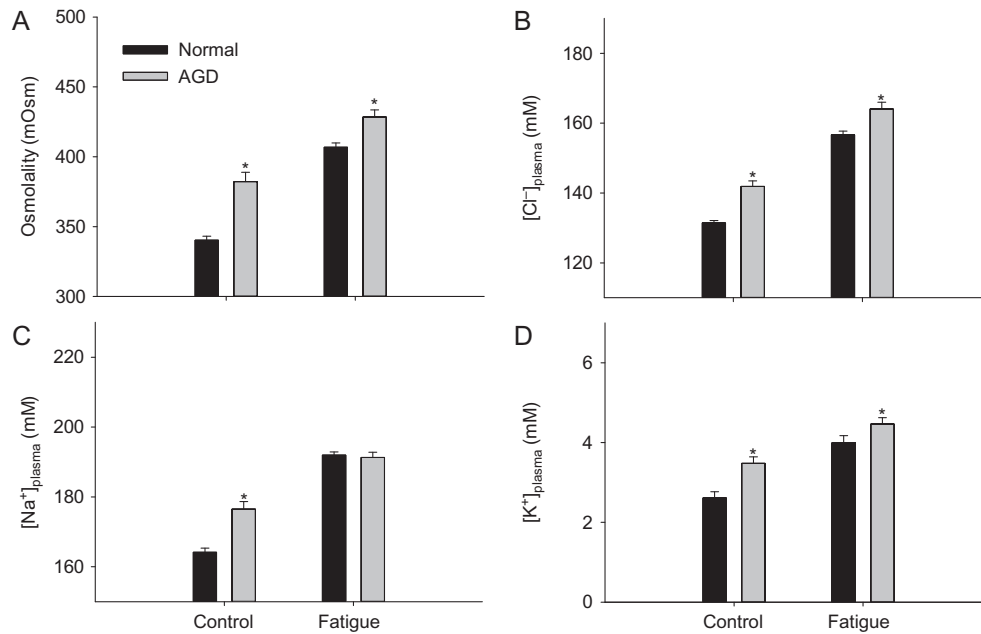 A
500
450
400
350
300
Osmolality (mOsm)
Normal
AGD
*
*
B
180
160
140
120
[Cl⁻]plasma (mM)
*
*
C
220
200
180
160
[Na⁺]plasma (mM)
*
Control
Fatigue
D
6
4
2
0
[K⁺]plasma (mM)
*
*
Control
Fatigue